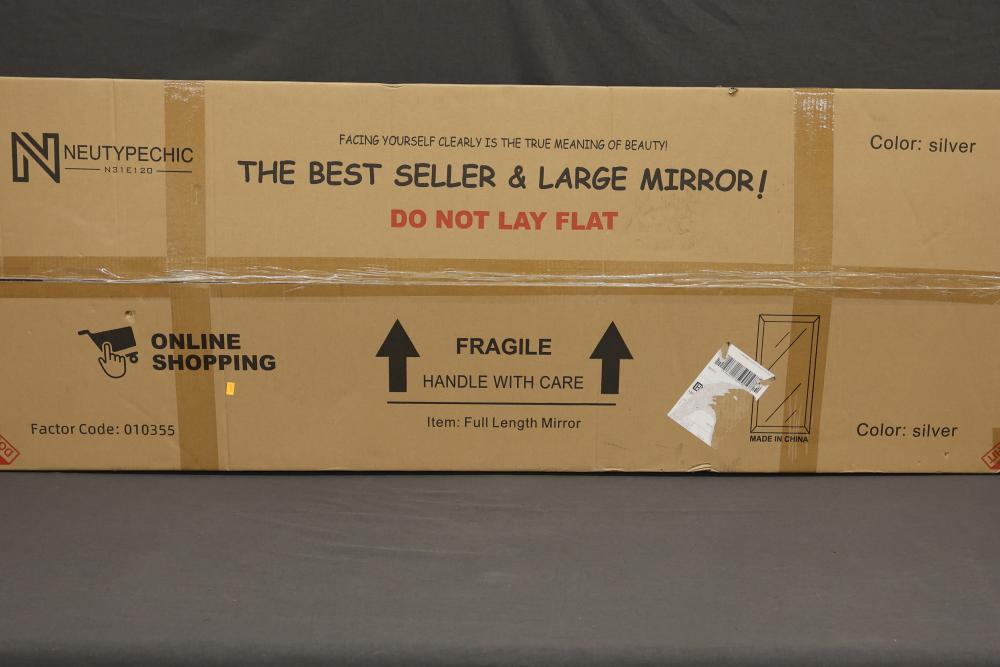 NEUTYPECHIC
N31E120
FACING YOURSELF CLEARLY IS THE TRUE MEANING OF BEAUTY!
THE BEST SELLER & LARGE MIRROR!
DO NOT LAY FLAT
Color: silver
ONLINE
SHOPPING
Factor Code: 010355
FRAGILE
HANDLE WITH CARE
Item: Full Length Mirror
MADE IN CHINA
Color: silver